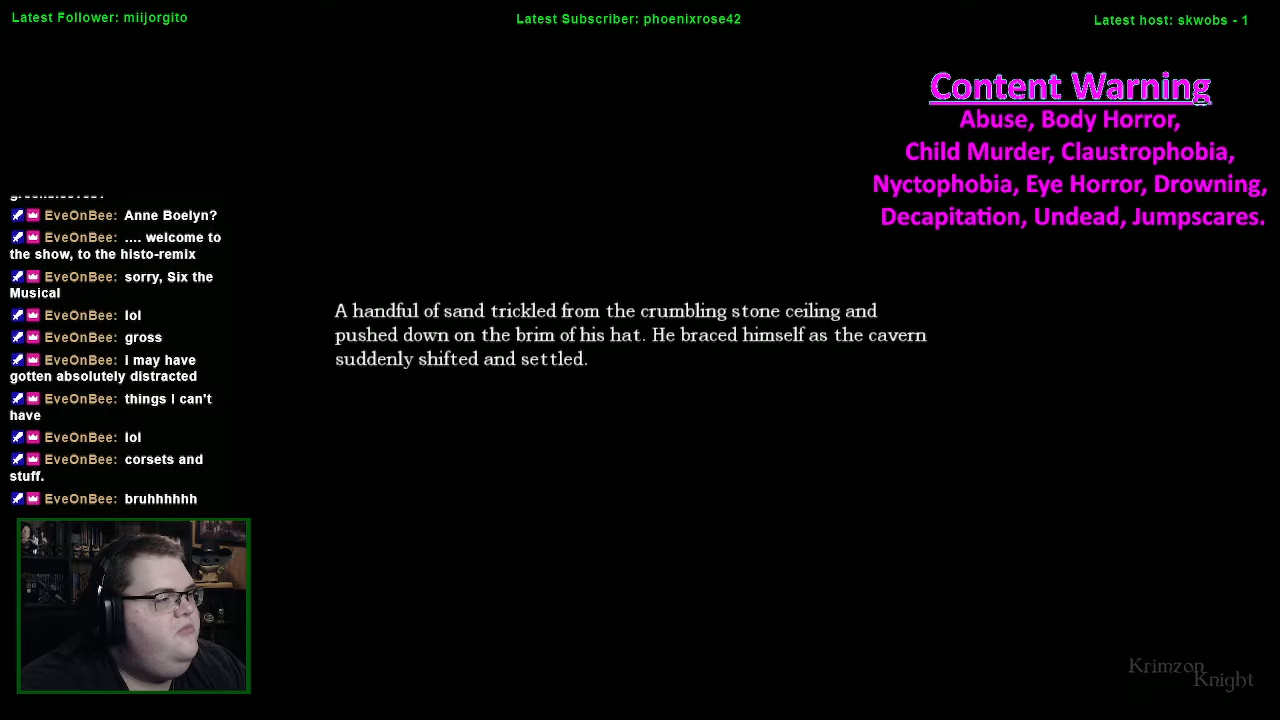 Latest Follower: miijorgito
Latest Subscriber: phoenixrose42
Latest host: skwobs - 1
Content Warning
Abuse, Body Horror,
Child Murder, Claustrophobia,
Nyctophobia, Eye Horror, Drowning,
Decapitation, Undead, Jumpscares.
EveOnBee: Anne Boelyn?
EveOnBee: .... welcome to
the show, to the histo-remix
EveOnBee: sorry, Six the
Musical
EveOnBee: lol
EveOnBee: gross
EveOnBee: I may have
gotten absolutely distracted
EveOnBee: things I can't
have
EveOnBee: lol
EveOnBee: corsets and
stuff.
EveOnBee: bruhhhhhh
A handful of sand trickled from the crumbling stone ceiling and
pushed down on the brim of his hat. He braced himself as the cavern
suddenly shifted and settled.
Krimzon
Knight